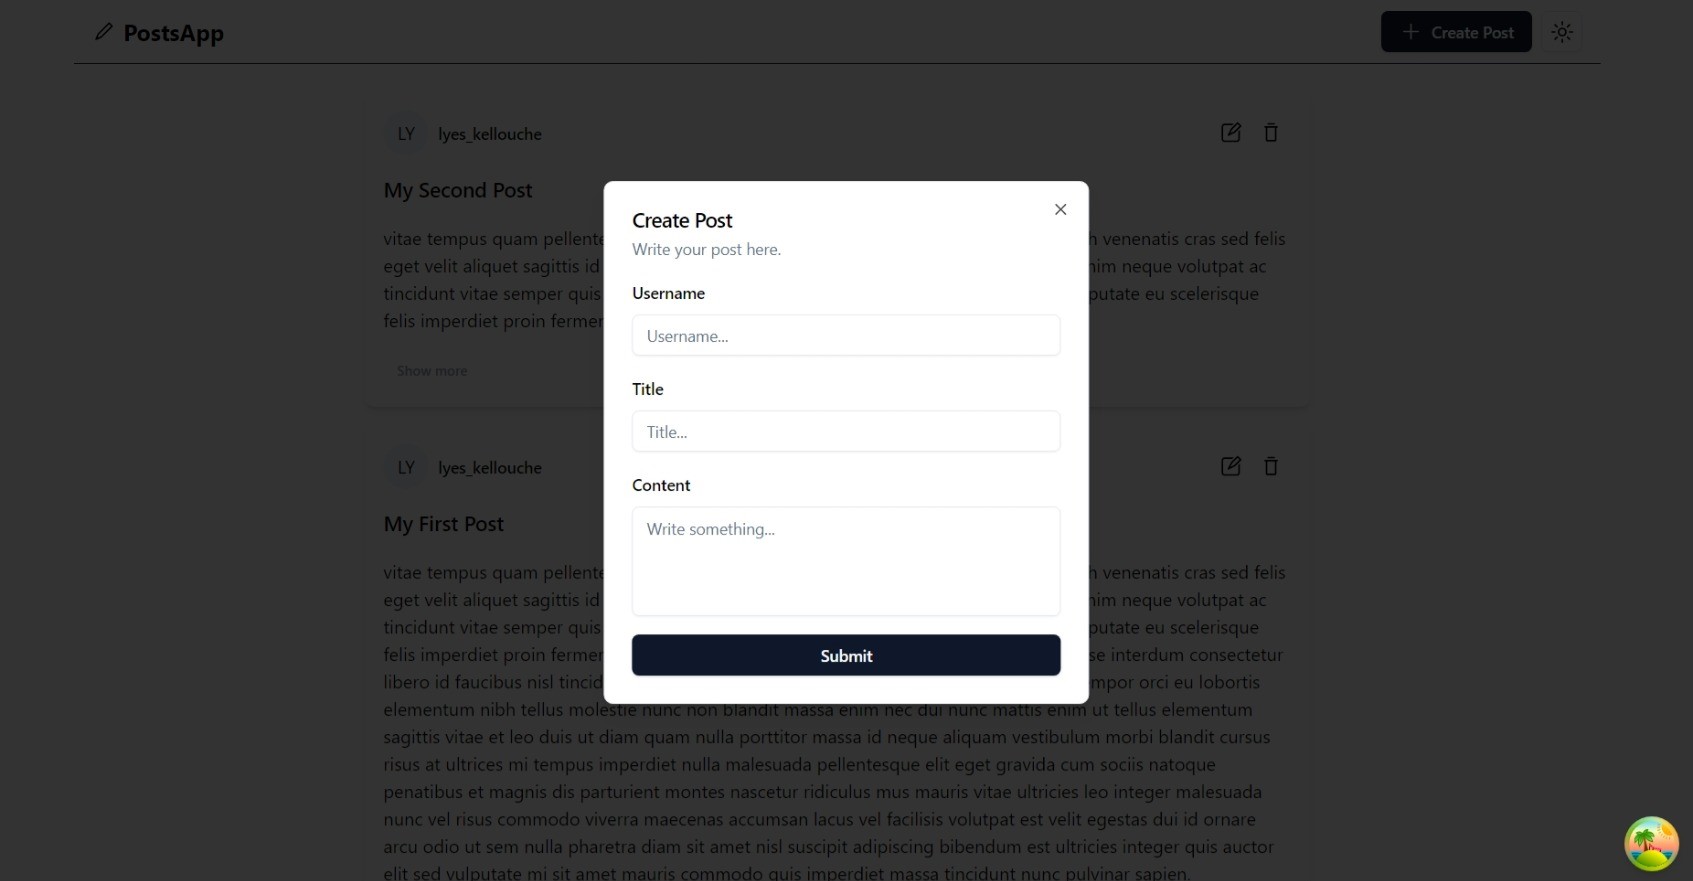 PostsApp
Create Post
LY lyes_kellouche
My Second Post
vitae tempus quam pellente
h venenatis cras sed felis
eget velit aliquet sagittis id
nim neque volutpat ac
tincidunt vitae semper quis
putate eu scelerisque
felis imperdiet proin fermer
Show more
Create Post
Write your post here.
Username
Username...
Title
Title...
Content
Write something...
Submit
LY lyes_kellouche
My First Post
vitae tempus quam pellente
h venenatis cras sed felis
eget velit aliquet sagittis id
nim neque volutpat ac
tincidunt vitae semper quis
putate eu scelerisque
felis imperdiet proin fermer
se interdum consectetur
libero id faucibus nisl tincid
mpor orci eu lobortis
elementum nibh tellus molestie nunc non blandit massa enim nec dui nunc mattis enim ut tellus elementum
sagittis vitae et leo duis ut diam quam nulla porttitor massa id neque aliquam vestibulum morbi blandit cursus
risus at ultrices mi tempus imperdiet nulla malesuada pellentesque elit eget gravida cum sociis natoque
penatibus et magnis dis parturient montes nascetur ridiculus mus mauris vitae ultricies leo integer malesuada
nunc vel risus commodo viverra maecenas accumsan lacus vel facilisis volutpat est velit egestas dui id ornare
arcu odio ut sem nulla pharetra diam sit amet nisl suscipit adipiscing bibendum est ultricies integer quis auctor
elit sed vulputate mi sit amet mauris commodo quis imperdiet massa tincidunt nunc pulvinar sapien.